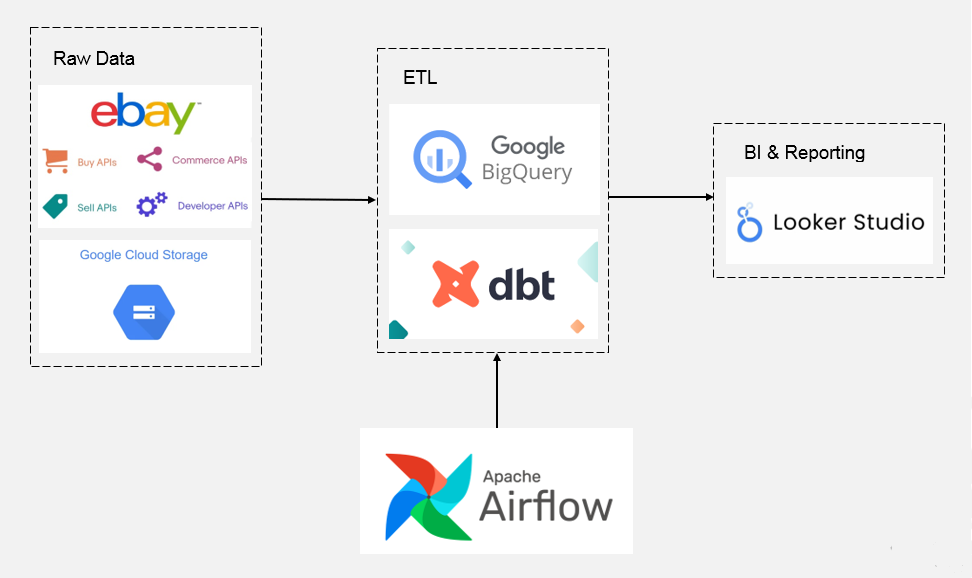 Raw Data
ebay™
Buy APIs
Commerce APIs
Sell APIs
Developer APIs
Google Cloud Storage
ETL
Google
BigQuery
dbt
BI & Reporting
Looker Studio
Apache
Airflow